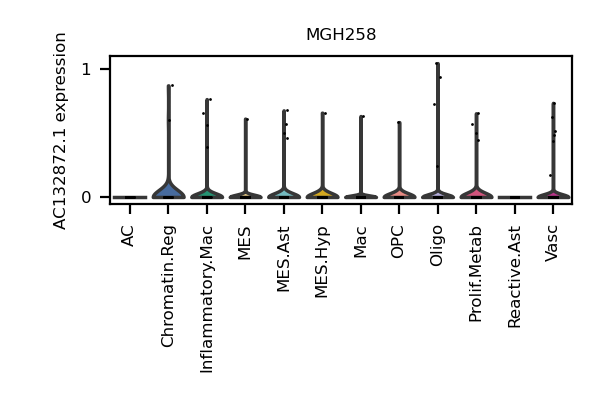 MGH258
AC132872.1 expression
1
0
AC
Chromatin.Reg
Inflammatory.Mac
MES
MES.Ast
MES.Hyp
Mac
OPC
Oligo
Prolif.Metab
Reactive.Ast
Vasc